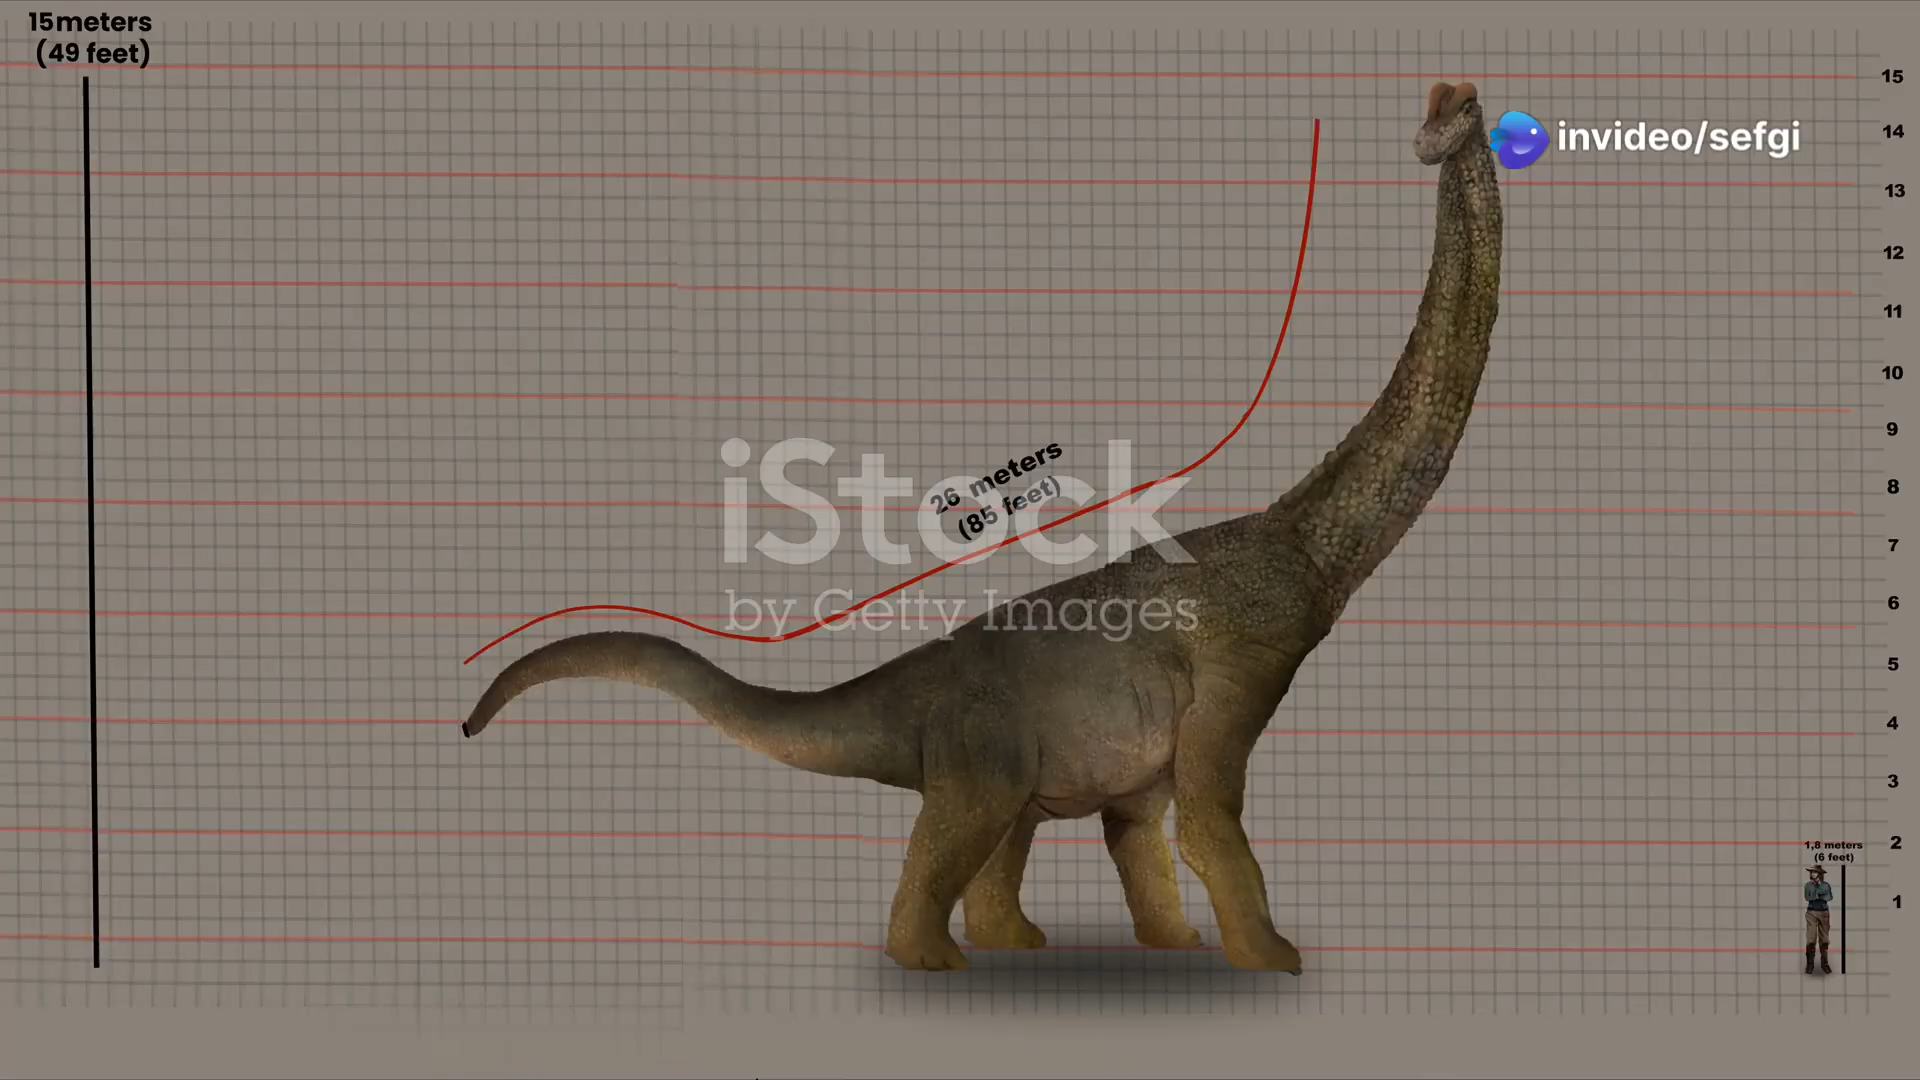 15meters
(49 feet)
15
invideo/sefgi
14
13
12
11
10
9
26 meters
(85 feet)
iStock
by Getty Images
8
7
6
5
4
3
2
1,8 meters
(6 feet)
1